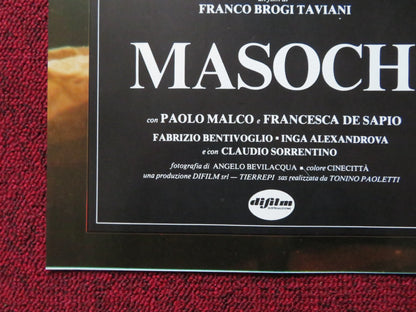 FRANCO BROGI TAVIANI
MASOCH
con PAOLO MALCO e FRANCESCA DE SAPIO
FABRIZIO BENTIVOGLIO • INGA ALEXANDROVA
e con CLAUDIO SORRENTINO
fotografia di ANGELO BEVILACQUA • colore CINECITTÀ
una produzione DIFILM srl — TIERREPI sas realizzata da TONINO PAOLETTI
difilm